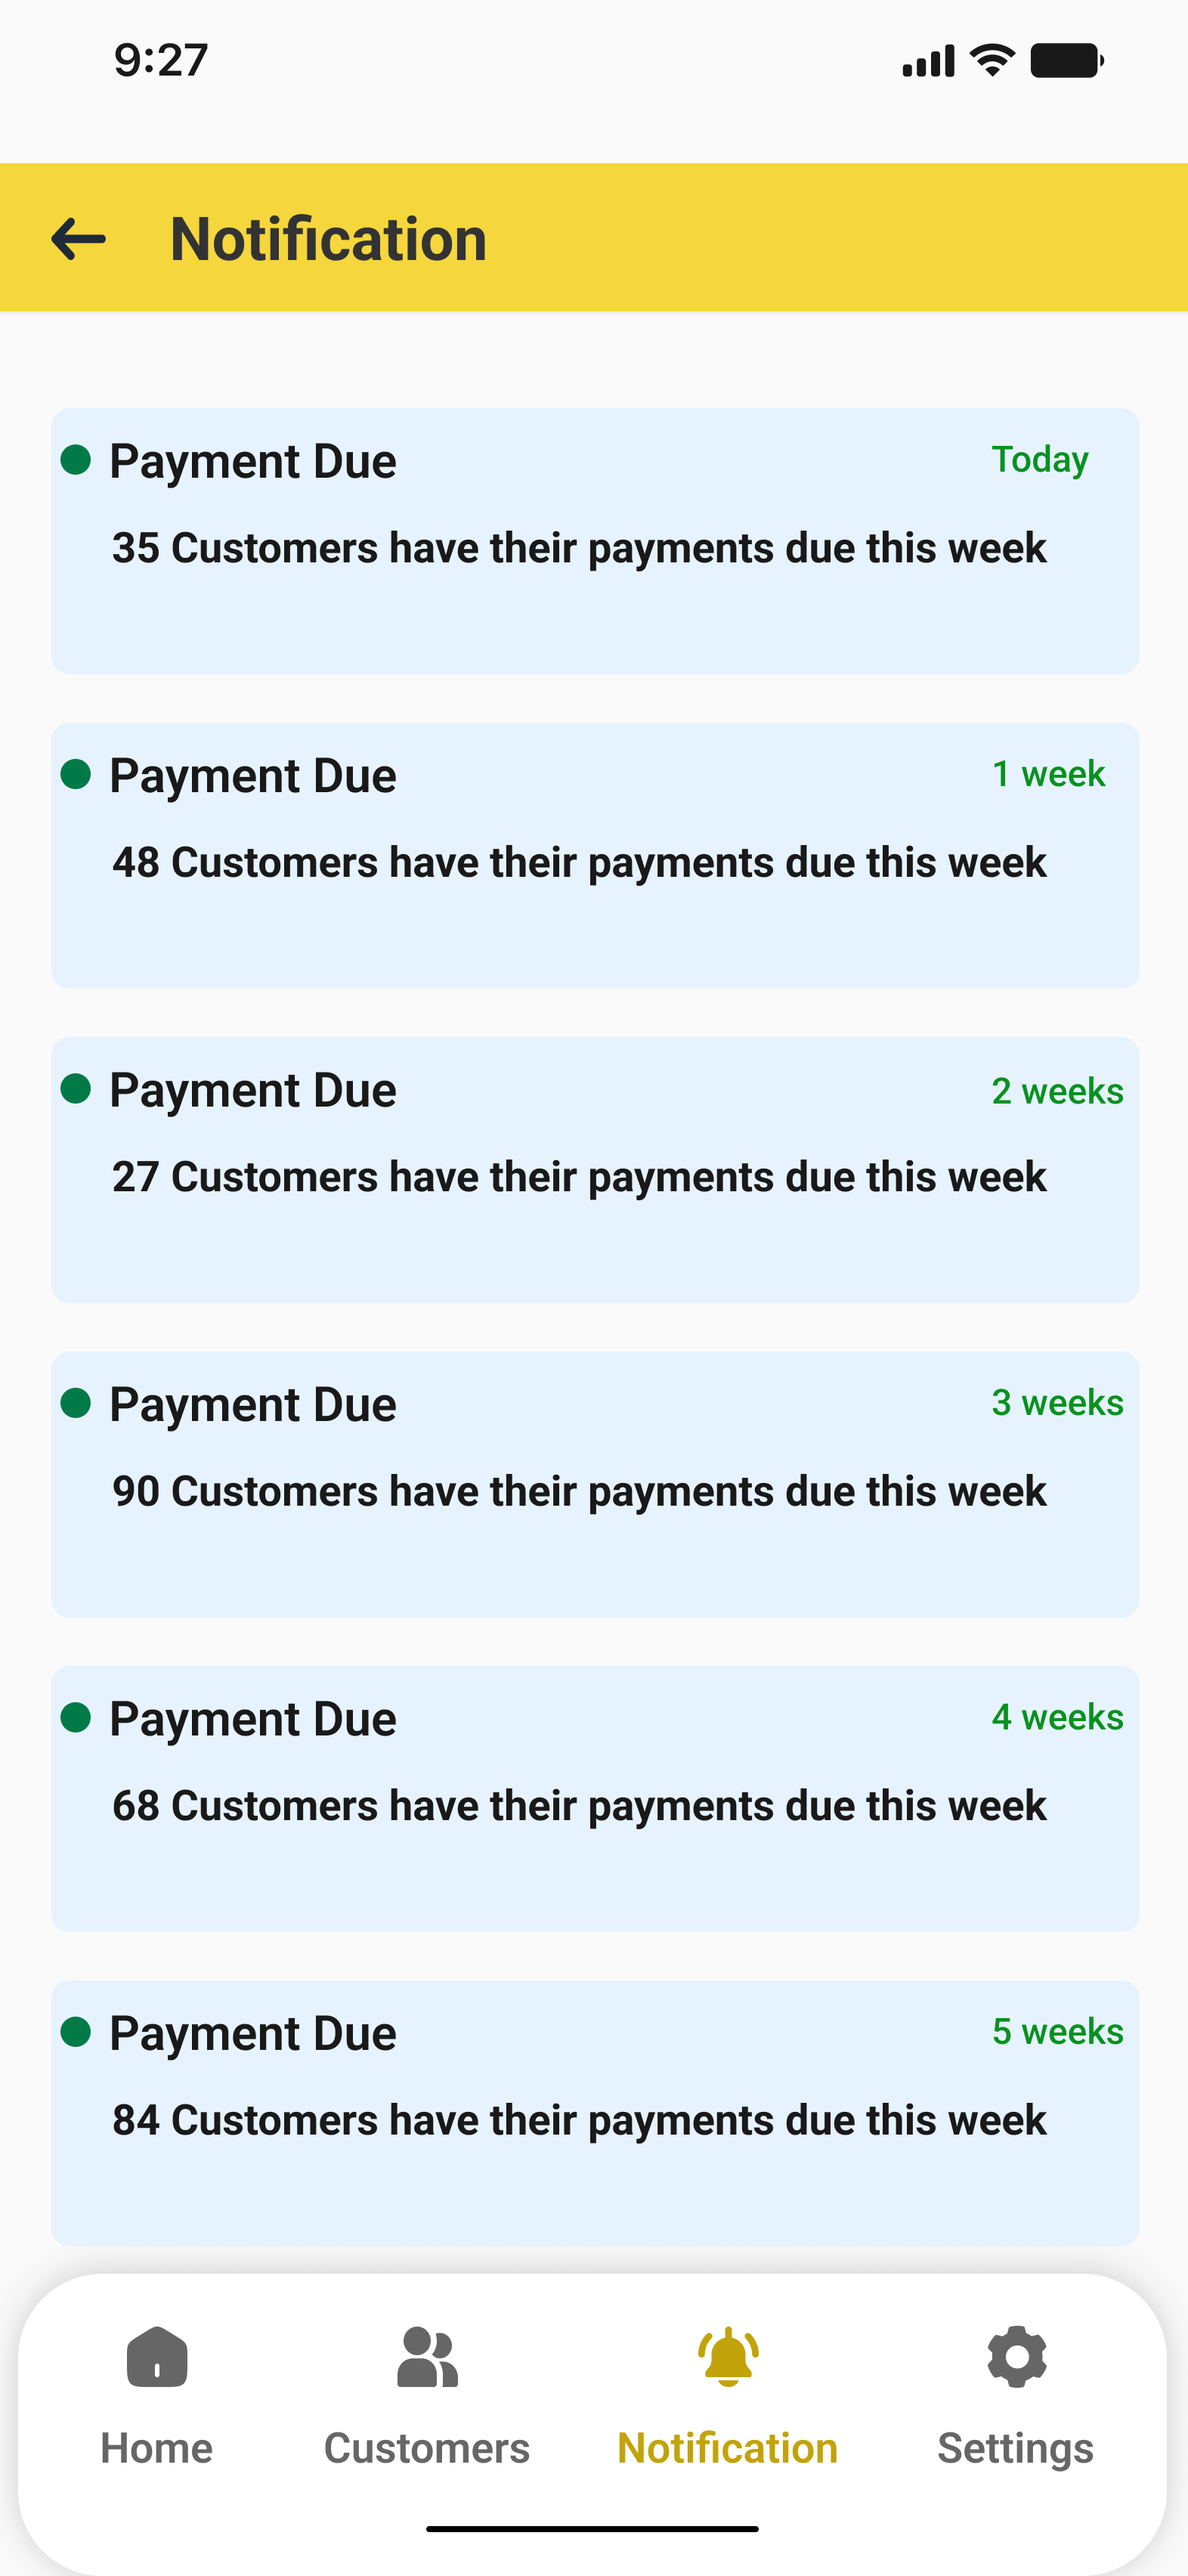 9:27
Notification
Payment Due Today
35 Customers have their payments due this week
Payment Due 1 week
48 Customers have their payments due this week
Payment Due 2 weeks
27 Customers have their payments due this week
Payment Due 3 weeks
90 Customers have their payments due this week
Payment Due 4 weeks
68 Customers have their payments due this week
Payment Due 5 weeks
84 Customers have their payments due this week
Home Customers Notification Settings